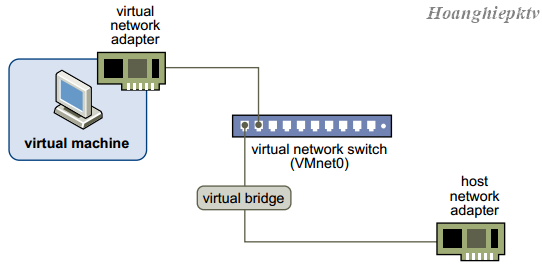 Hoanghiepktv
virtual
network
adapter
virtual machine
virtual network switch
(VMnet0)
virtual bridge
host
network
adapter